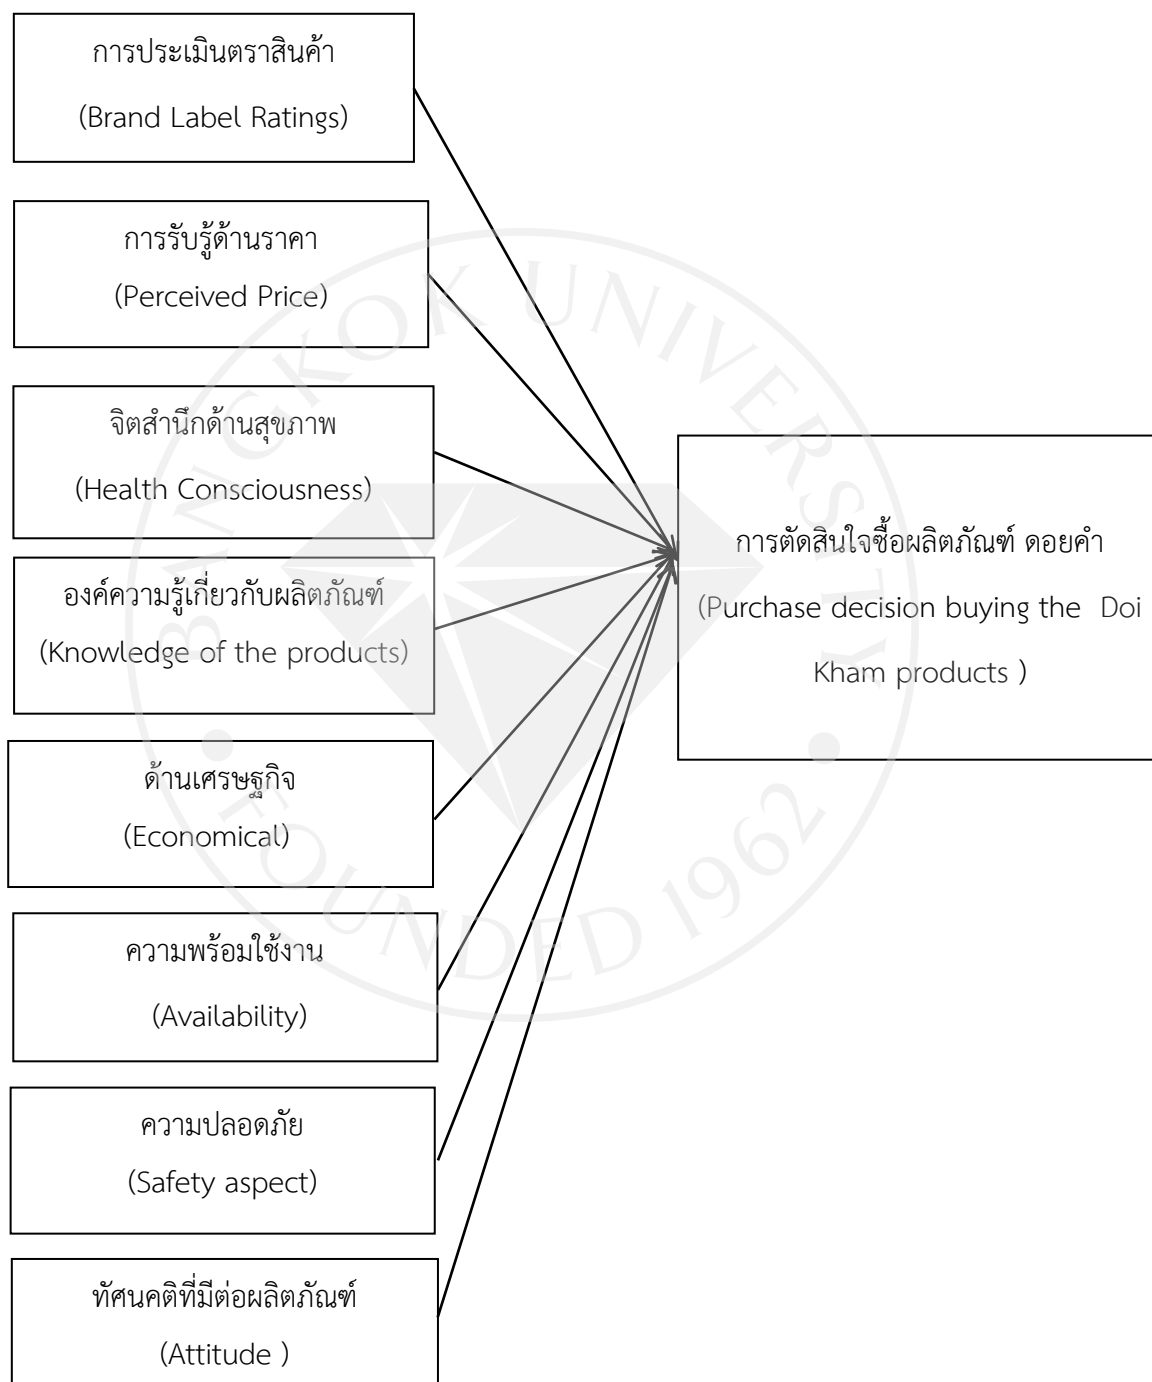 การประเมินตราสินค้า
(Brand Label Ratings)
การรับรู้ด้านราคา
(Perceived Price)
จิตสำนึกด้านสุขภาพ
(Health Consciousness)
องค์ความรู้เกี่ยวกับผลิตภัณฑ์
(Knowledge of the products)
ด้านเศรษฐกิจ
(Economical)
ความพร้อมใช้งาน
(Availability)
ความปลอดภัย
(Safety aspect)
ทัศนคติที่มีต่อผลิตภัณฑ์
(Attitude )
การตัดสินใจซื้อผลิตภัณฑ์ ดอยคำ
(Purchase decision buying the Doi
Kham products )
BANGKOK UNIVERSITY
FOUNDED 1962